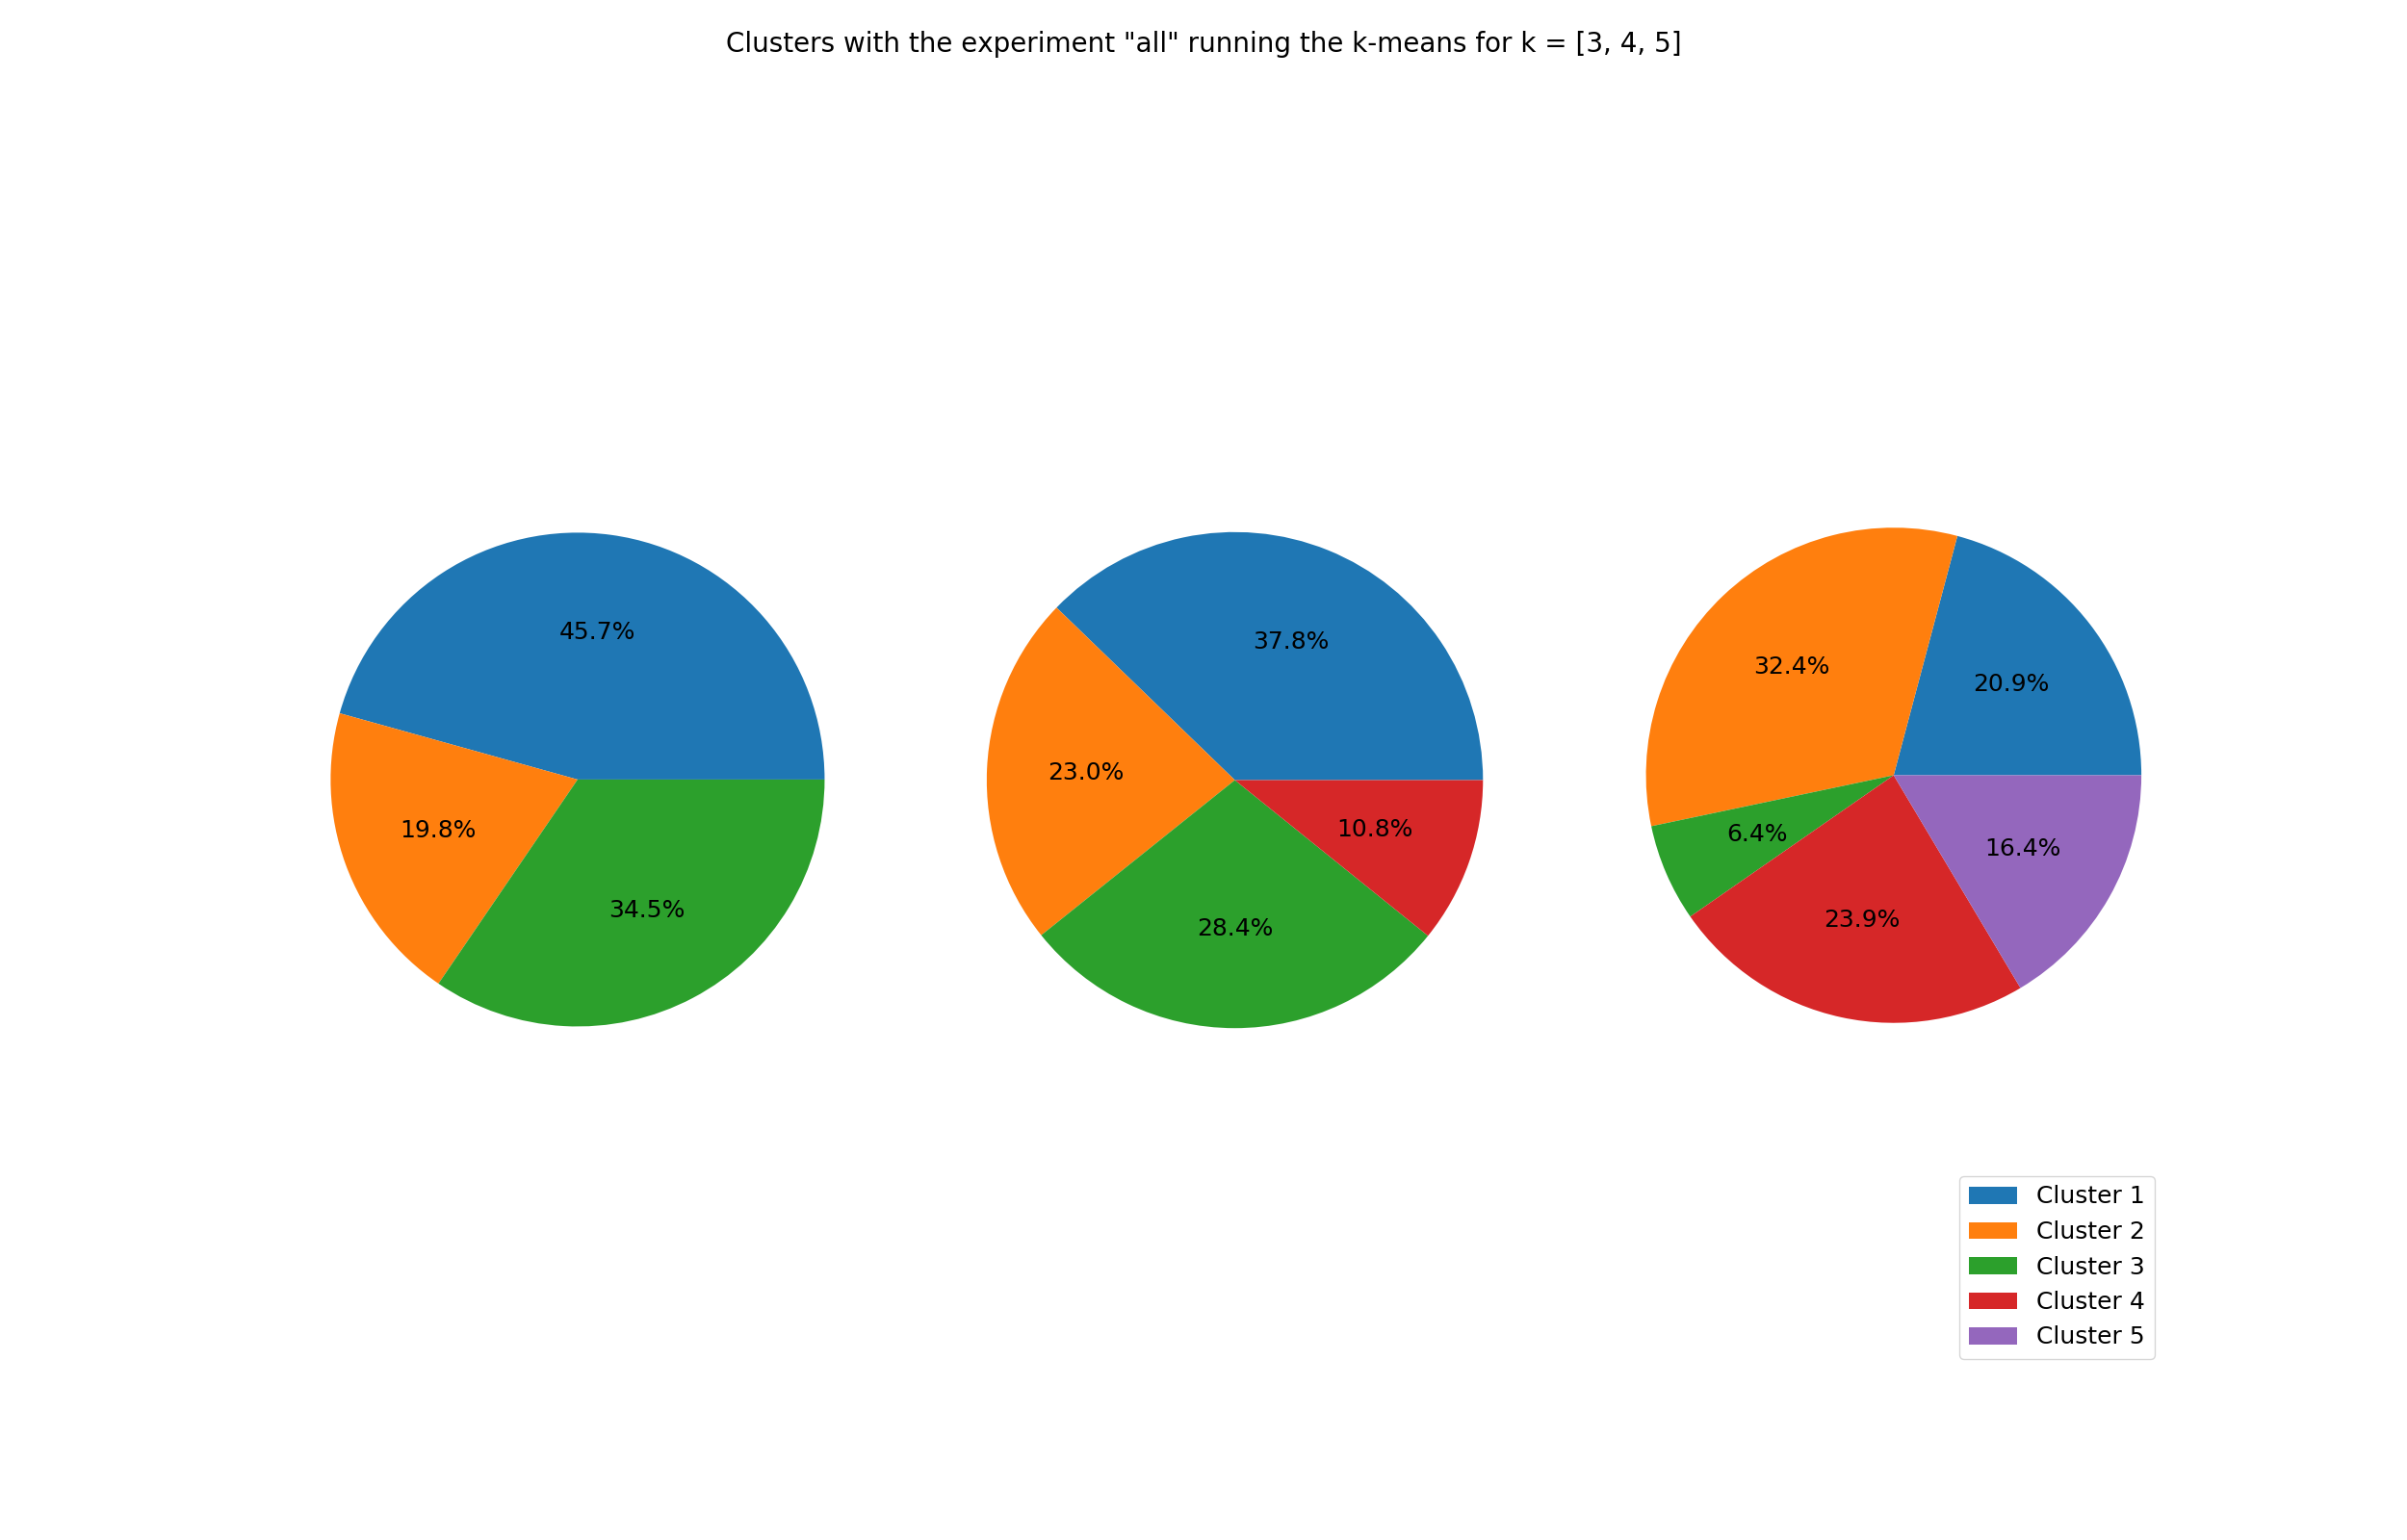 Clusters with the experiment "all" running the k-means for k = [3, 4, 5]
45.7%
19.8%
34.5%
37.8%
23.0%
28.4%
10.8%
20.9%
32.4%
6.4%
23.9%
16.4%
Cluster 1
Cluster 2
Cluster 3
Cluster 4
Cluster 5